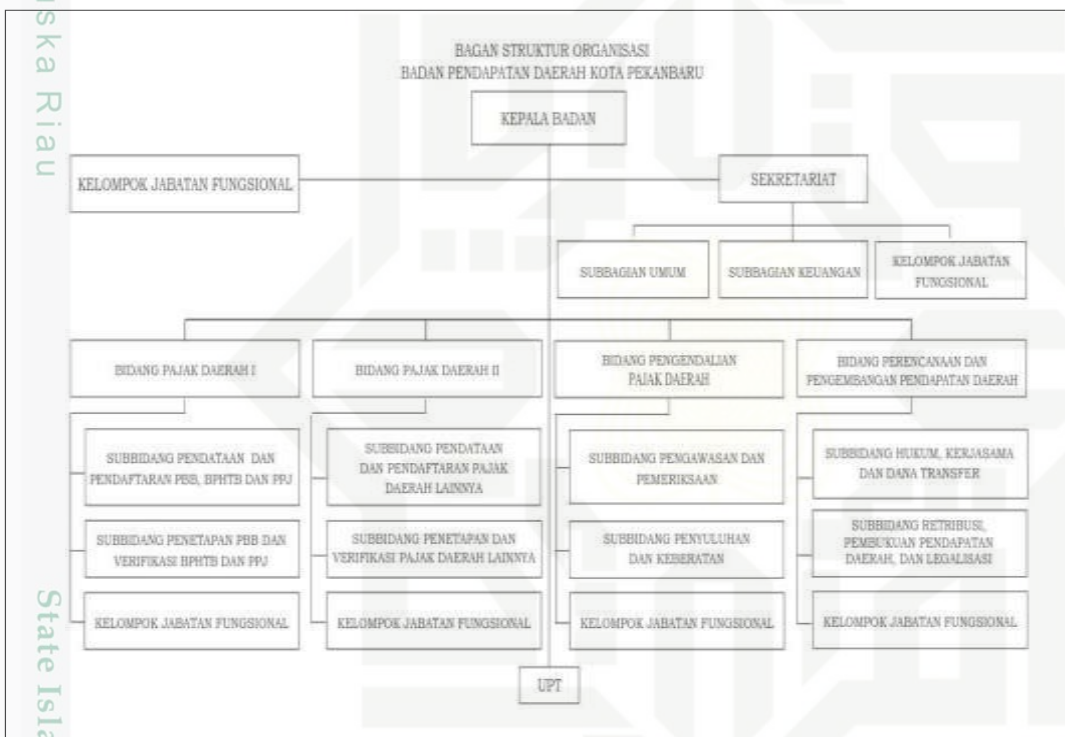 uska Riau
BAGAN STRUKTUR ORGANISASI
BADAN PENDAPATAN DAERAH KOTA PEKANBARU
KEPALA BADAN
KELOMPOK JABATAN FUNGSIONAL
SEKRETARIAT
SUBBAGIAN UMUM
SUBBAGIAN KEUANGAN
KELOMPOK JABATAN
FUNGSIONAL
BIDANG PAJAK DAERAH I
BIDANG PAJAK DAERAH II
BIDANG PENGENDALIAN
PAJAK DAERAH
BIDANG PERENCANAAN DAN
PENGEMBANGAN PENDAPATAN DAERAH
SUBBIDANG PENDATAAN DAN
PENDAFTARAN PBB, BPHTB DAN PPJ
SUBBIDANG PENDATAAN
DAN PENDAFTARAN PAJAK
DAERAH LAINNYA
SUBBIDANG PENGAWASAN DAN
PEMERIKSAAN
SUBBIDANG HUKUM, KERJASAMA
DAN DANA TRANSFER
SUBBIDANG PENETAPAN PBB DAN
VERIFIKASI BPHTB DAN PPJ
SUBBIDANG PENETAPAN DAN
VERIFIKASI PAJAK DAERAH LAINNYA
SUBBIDANG PENYULUHAN
DAN KEBERATAN
SUBBIDANG RETRIBUSI,
PEMBUKUAN PENDAPATAN
DAERAH, DAN LEGALISASI
KELOMPOK JABATAN FUNGSIONAL
KELOMPOK JABATAN FUNGSIONAL
KELOMPOK JABATAN FUNGSIONAL
KELOMPOK JABATAN FUNGSIONAL
UPT
State Isla